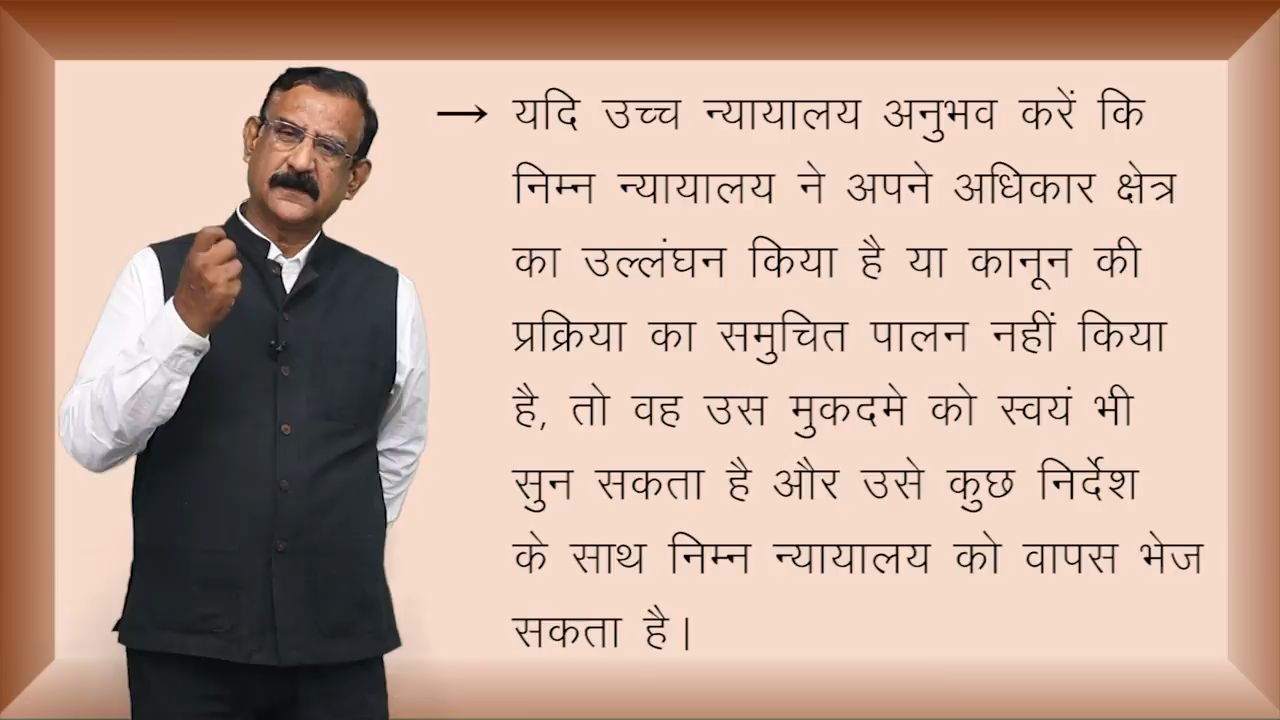 → यदि उच्च न्यायालय अनुभव करें कि
निम्न न्यायालय ने अपने अधिकार क्षेत्र
का उल्लंघन किया है या कानून की
प्रक्रिया का समुचित पालन नहीं किया
है, तो वह उस मुकदमे को स्वयं भी
सुन सकता है और उसे कुछ निर्देश
के साथ निम्न न्यायालय को वापस भेज
सकता है।